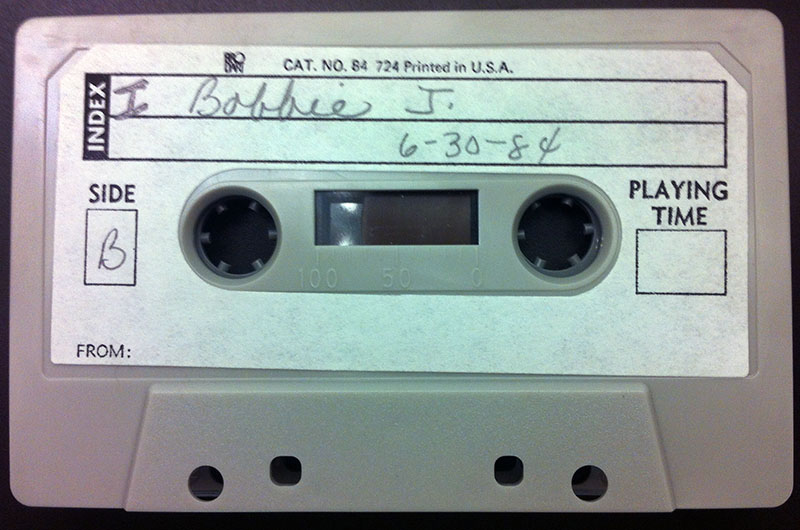 CAT. NO. 84 724 Printed in U.S.A.
INDEX
I Bobbie J.
6-30-84
SIDE
B
PLAYING
TIME
100 50 0
FROM: